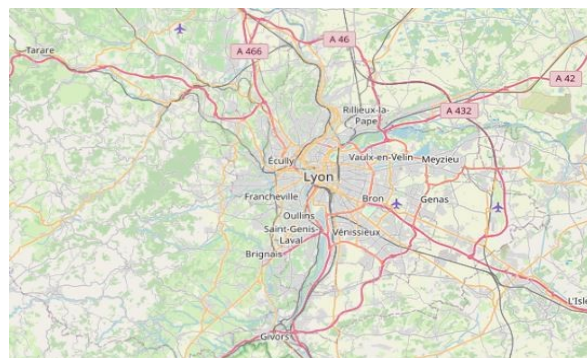 A 46
Tarare
A 466
A 42
Rillieux-la-
Pape
A 432
Écully
Vaulx-en-Velin
Meyzieu
Lyon
Francheville
Bron
Genas
Oullins
Saint-Genis-
Laval
Vénissieux
Brignais
L'Isle
Givors